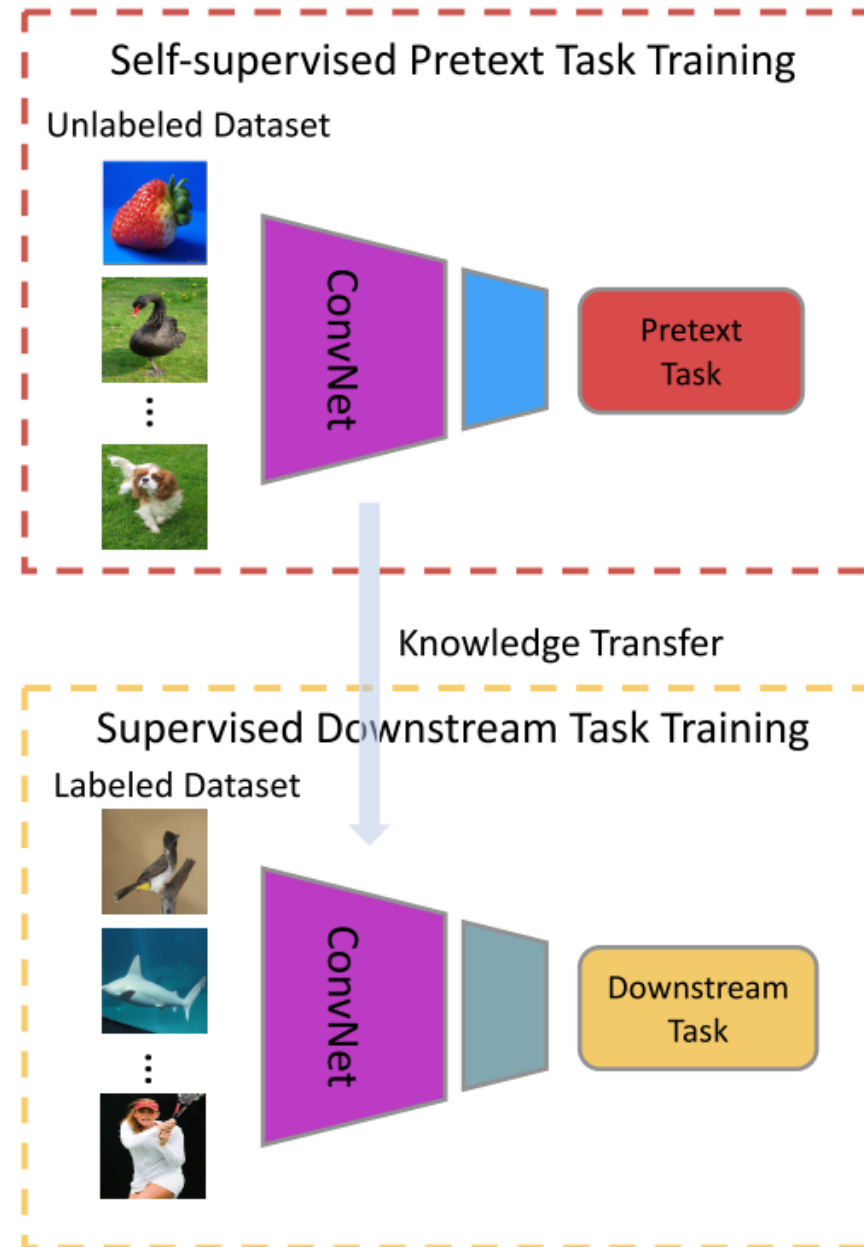 Self-supervised Pretext Task Training
Unlabeled Dataset
ConvNet
Pretext
Task
Knowledge Transfer
Supervised Downstream Task Training
Labeled Dataset
ConvNet
Downstream
Task